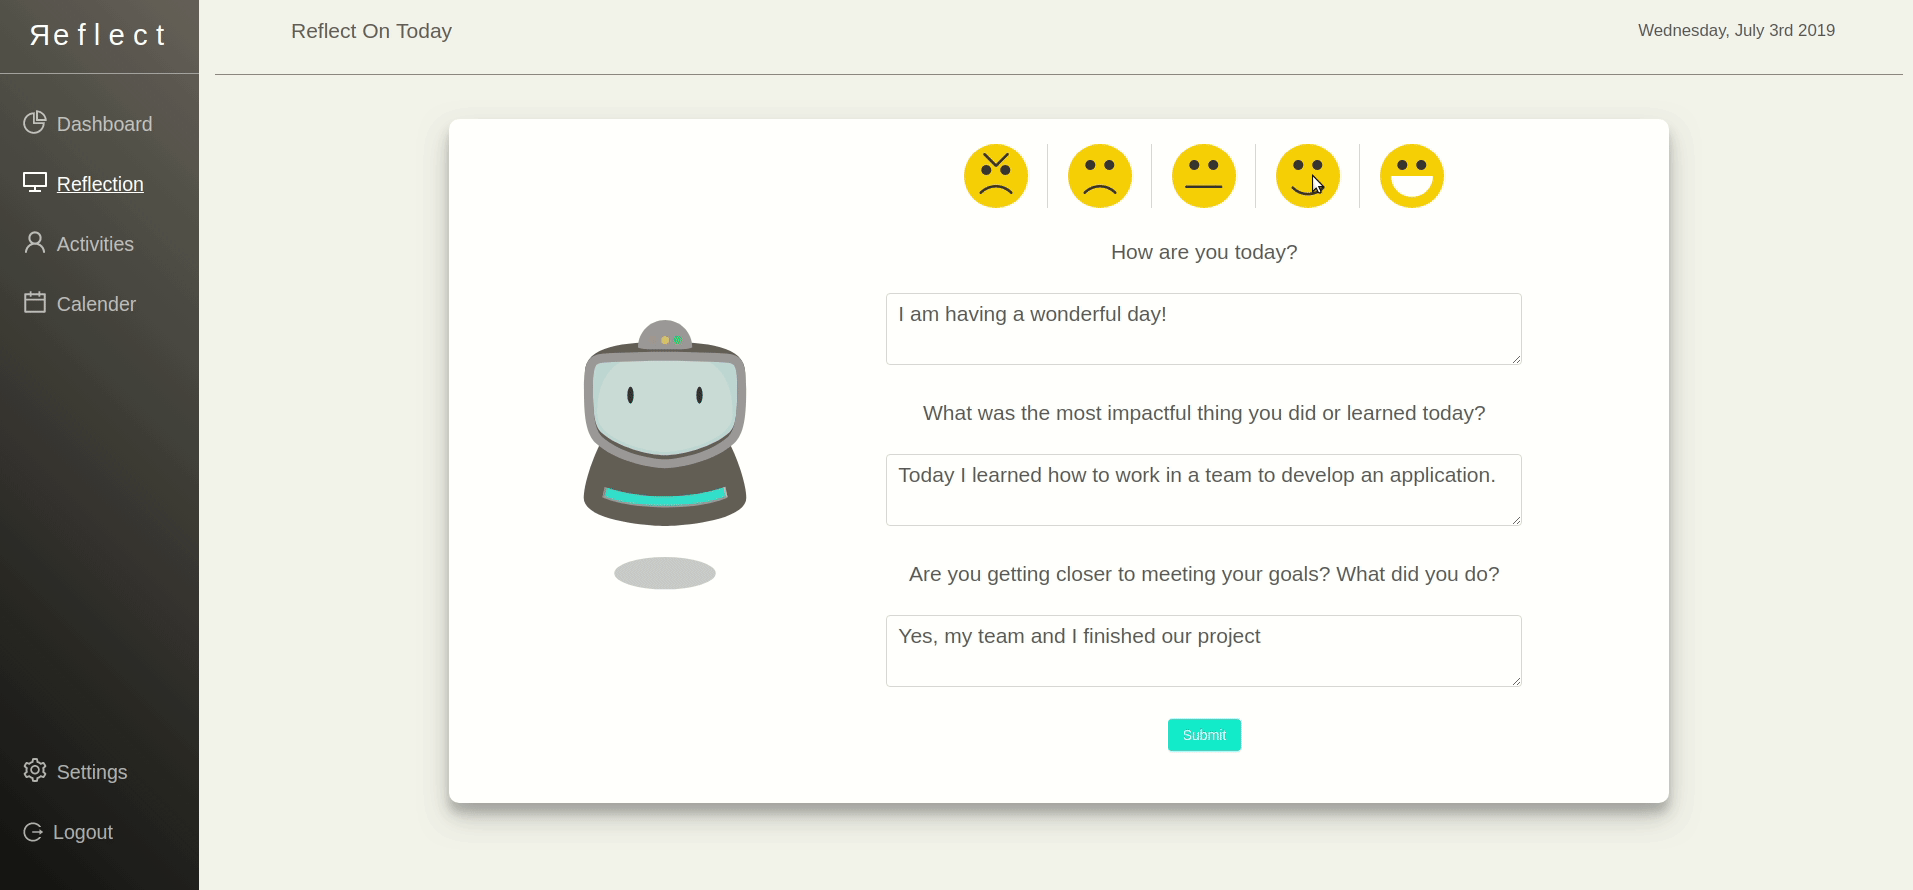 Яeflect
Reflect On Today
Wednesday, July 3rd 2019
Dashboard
Reflection
Activities
Calender
Settings
Logout
How are you today?
I am having a wonderful day!
What was the most impactful thing you did or learned today?
Today I learned how to work in a team to develop an application.
Are you getting closer to meeting your goals? What did you do?
Yes, my team and I finished our project
Submit